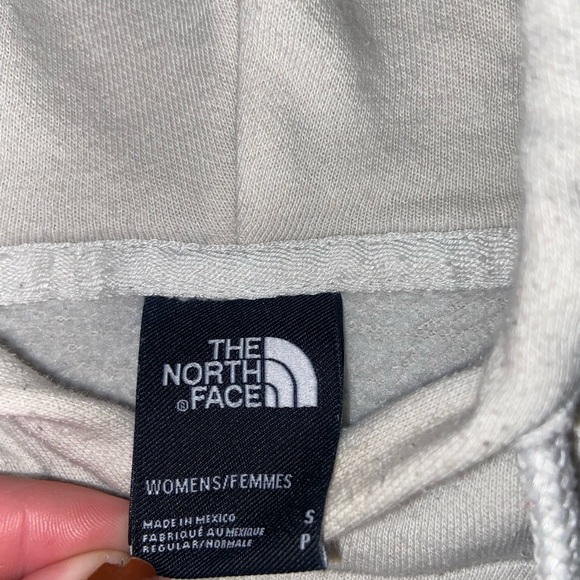 THE
NORTH
®FACE
WOMENS/FEMMES
MADE IN MEXICO S
FABRIQUÉ AU MEXIQUE
REGULAR/NORMALE P